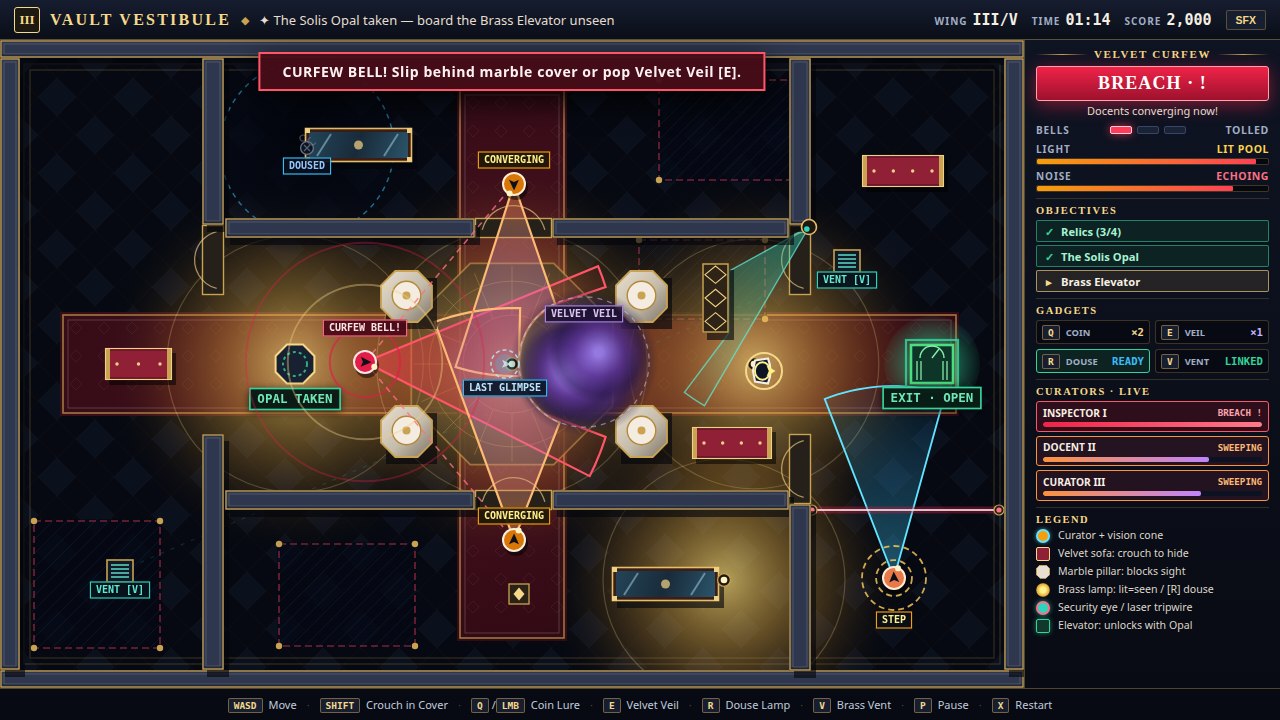 III VAULT VESTIBULE ◆ ✦ The Solis Opal taken — board the Brass Elevator unseen
WING III/V TIME 01:14 SCORE 2,000 SFX
CURFEW BELL! Slip behind marble cover or pop Velvet Veil [E].
DOUSED
CONVERGING
VENT [V]
VELVET VEIL
CURFEW BELL!
LAST GLIMPSE
OPAL TAKEN
EXIT · OPEN
CONVERGING
VENT [V]
STEP
VELVET CURFEW
BREACH · !
Docents converging now!
BELLS TOLLED
LIGHT LIT POOL
NOISE ECHOING
OBJECTIVES
✓ Relics (3/4)
✓ The Solis Opal
▸ Brass Elevator
GADGETS
Q COIN ×2 E VEIL ×1
R DOUSE READY V VENT LINKED
CURATORS · LIVE
INSPECTOR I BREACH !
DOCENT II SWEEPING
CURATOR III SWEEPING
LEGEND
Curator + vision cone
Velvet sofa: crouch to hide
Marble pillar: blocks sight
Brass lamp: lit=seen / [R] douse
Security eye / laser tripwire
Elevator: unlocks with Opal
WASD Move · SHIFT Crouch in Cover · Q /LMB Coin Lure · E Velvet Veil · R Douse Lamp · V Brass Vent · P Pause · X Restart